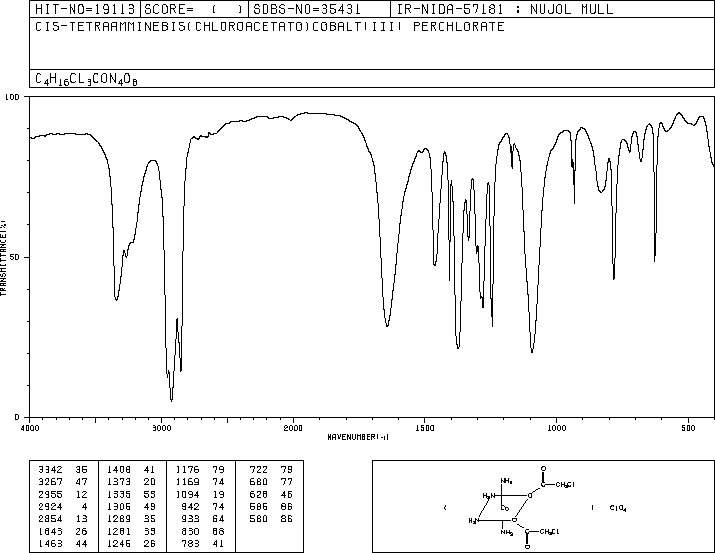 HIT-NO=19113 SCORE= ( ) SDBS-NO=35431 IR-NIDA-57181 : NUJOL MULL
CIS-TETRAAMMINEBIS(CHLOROACETATO)COBALT(III) PERCHLORATE
C4H16CL3CON4O8
100
50
0
TRANSMITTANCE(%)
4000 3000 2000 1500 1000 500
WAVENUMBER(-1)
3342 36 1408 41 1176 79 722 79
3267 47 1373 20 1169 74 680 77
2955 12 1335 55 1094 19 628 46
2924 4 1306 49 942 74
2854 13 1289 35 933 64 580 86
1643 26 1281 39 830 68
1463 44 1246 26 783 41
O
NH3 C CH2Cl
H3N O
( Co ) ClO4
H3N O
NH3 C CH2Cl
O